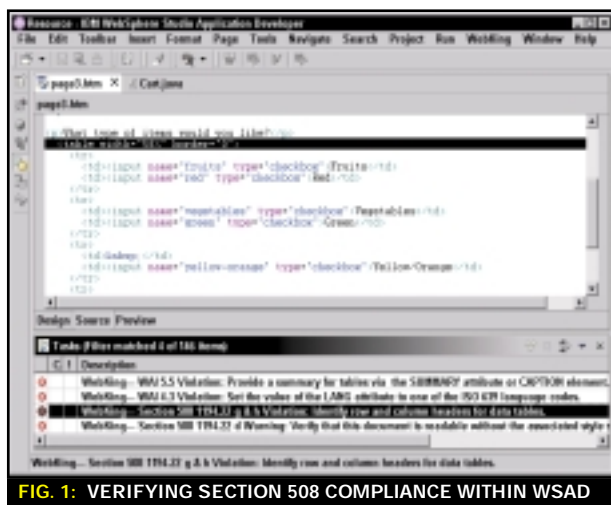 Resource - IBM WebSphere Studio Application Developer
File Edit Toolbar Insert Format Page Tools Navigate Search Project Run WebKing Window Help
page3.htm X Cart.java
page3.htm
<p>What type of items would you like?</p>
<table width="" border="">
<tr>
<td><input name="fruits" type="checkbox">Fruits</td>
<td><input name="red" type="checkbox">Red</td>
</tr>
<tr>
<td><input name="vegetables" type="checkbox">Vegetables</td>
<td><input name="green" type="checkbox">Green</td>
</tr>
<tr>
<td>&nbsp;</td>
<td><input name="yellow-orange" type="checkbox">Yellow/Orange</td>
</tr>
Design Source Preview
Tasks (Filter matched 4 of 146 items)
C ! Description
WebKing -- WAI 5.5 Violation: Provide a summary for tables via the SUMMARY attribute or CAPTION element.
WebKing -- WAI 4.3 Violation: Set the value of the LANG attribute to one of the ISO 639 language codes.
WebKing -- Section 508 1194.22 g & h Violation: Identify row and column headers for data tables.
WebKing -- Section 508 1194.22 d Warning: Verify that this document is readable without the associated style
WebKing -- Section 508 1194.22 g & h Violation: Identify row and column headers for data tables.
FIG. 1: VERIFYING SECTION 508 COMPLIANCE WITHIN WSAD